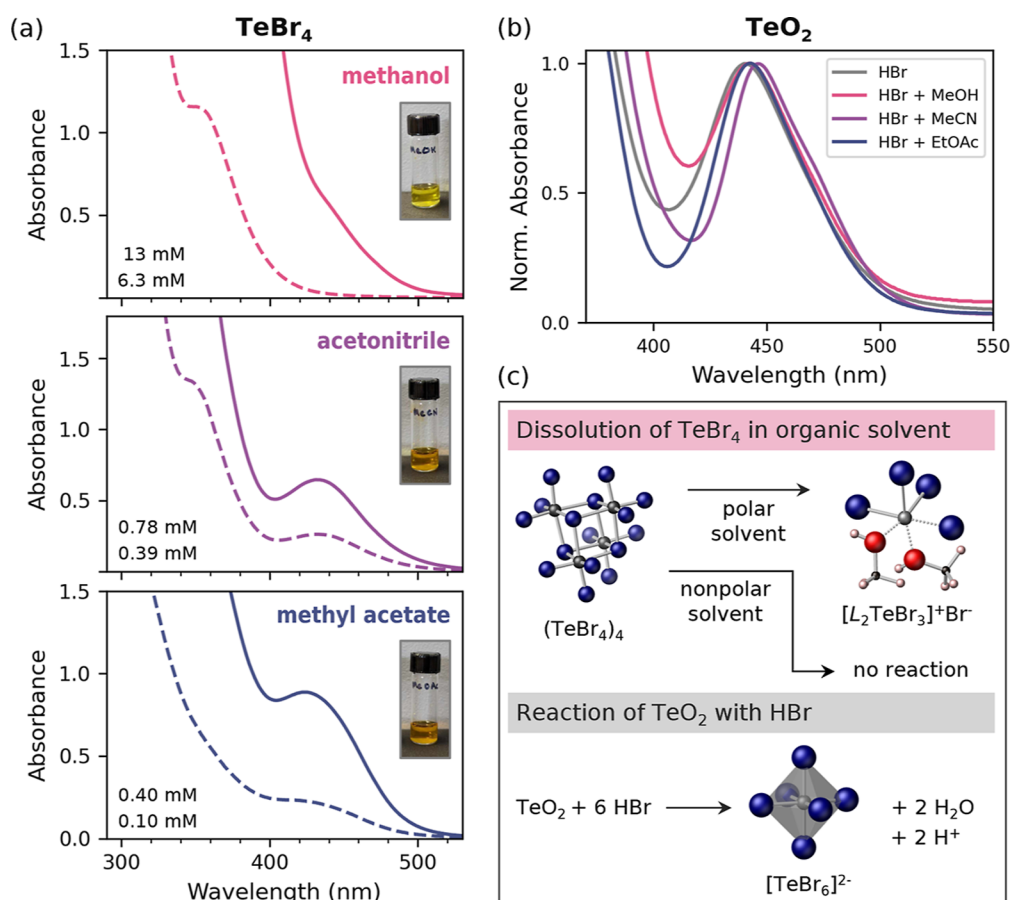 (a)
TeBr₄
1.5
1.0
0.5
Absorbance
methanol
MeOH
13 mM
6.3 mM
1.5
1.0
0.5
Absorbance
acetonitrile
MeCN
0.78 mM
0.39 mM
1.5
1.0
0.5
0.0
Absorbance
methyl acetate
MeOAc
0.40 mM
0.10 mM
300
400
500
Wavelength (nm)
(b)
TeO₂
1.0
0.5
0.0
Norm. Absorbance
HBr
HBr + MeOH
HBr + MeCN
HBr + EtOAc
400
450
500
550
Wavelength (nm)
(c)
Dissolution of TeBr₄ in organic solvent
polar
solvent
nonpolar
solvent
(TeBr₄)₄
[L₂TeBr₃]⁺Br⁻
no reaction
Reaction of TeO₂ with HBr
TeO₂ + 6 HBr
+ 2 H₂O
+ 2 H⁺
[TeBr₆]²⁻